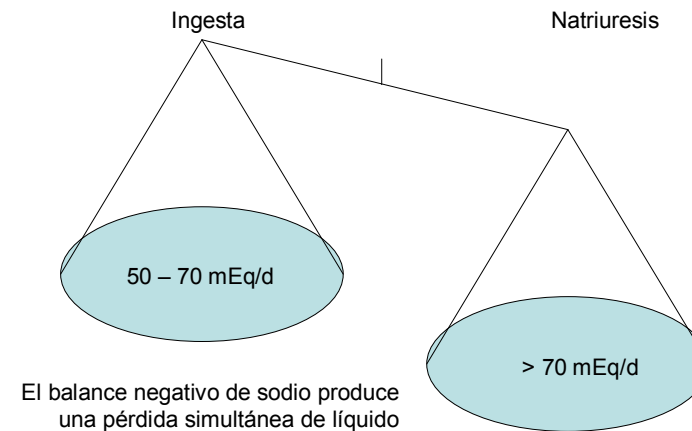 Ingesta
Natriuresis
50 – 70 mEq/d
> 70 mEq/d
El balance negativo de sodio produce
una pérdida simultánea de líquido